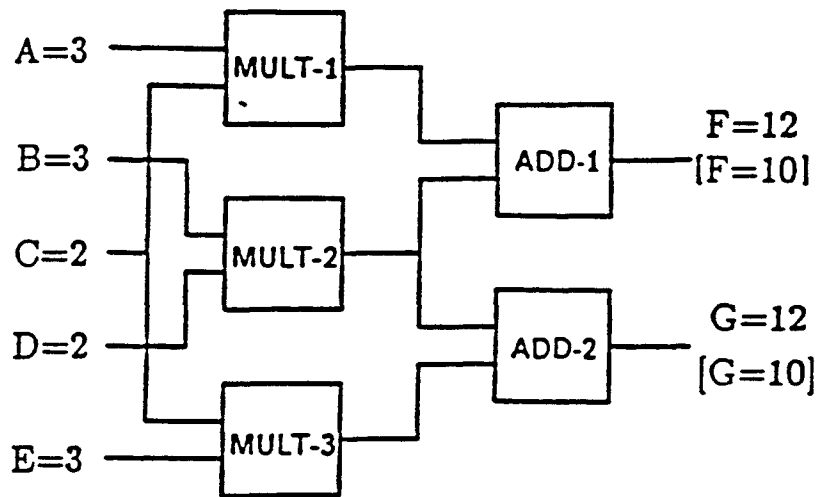 A=3
MULT-1
B=3
ADD-1
F=12
[F=10]
C=2
MULT-2
D=2
ADD-2
G=12
[G=10]
MULT-3
E=3